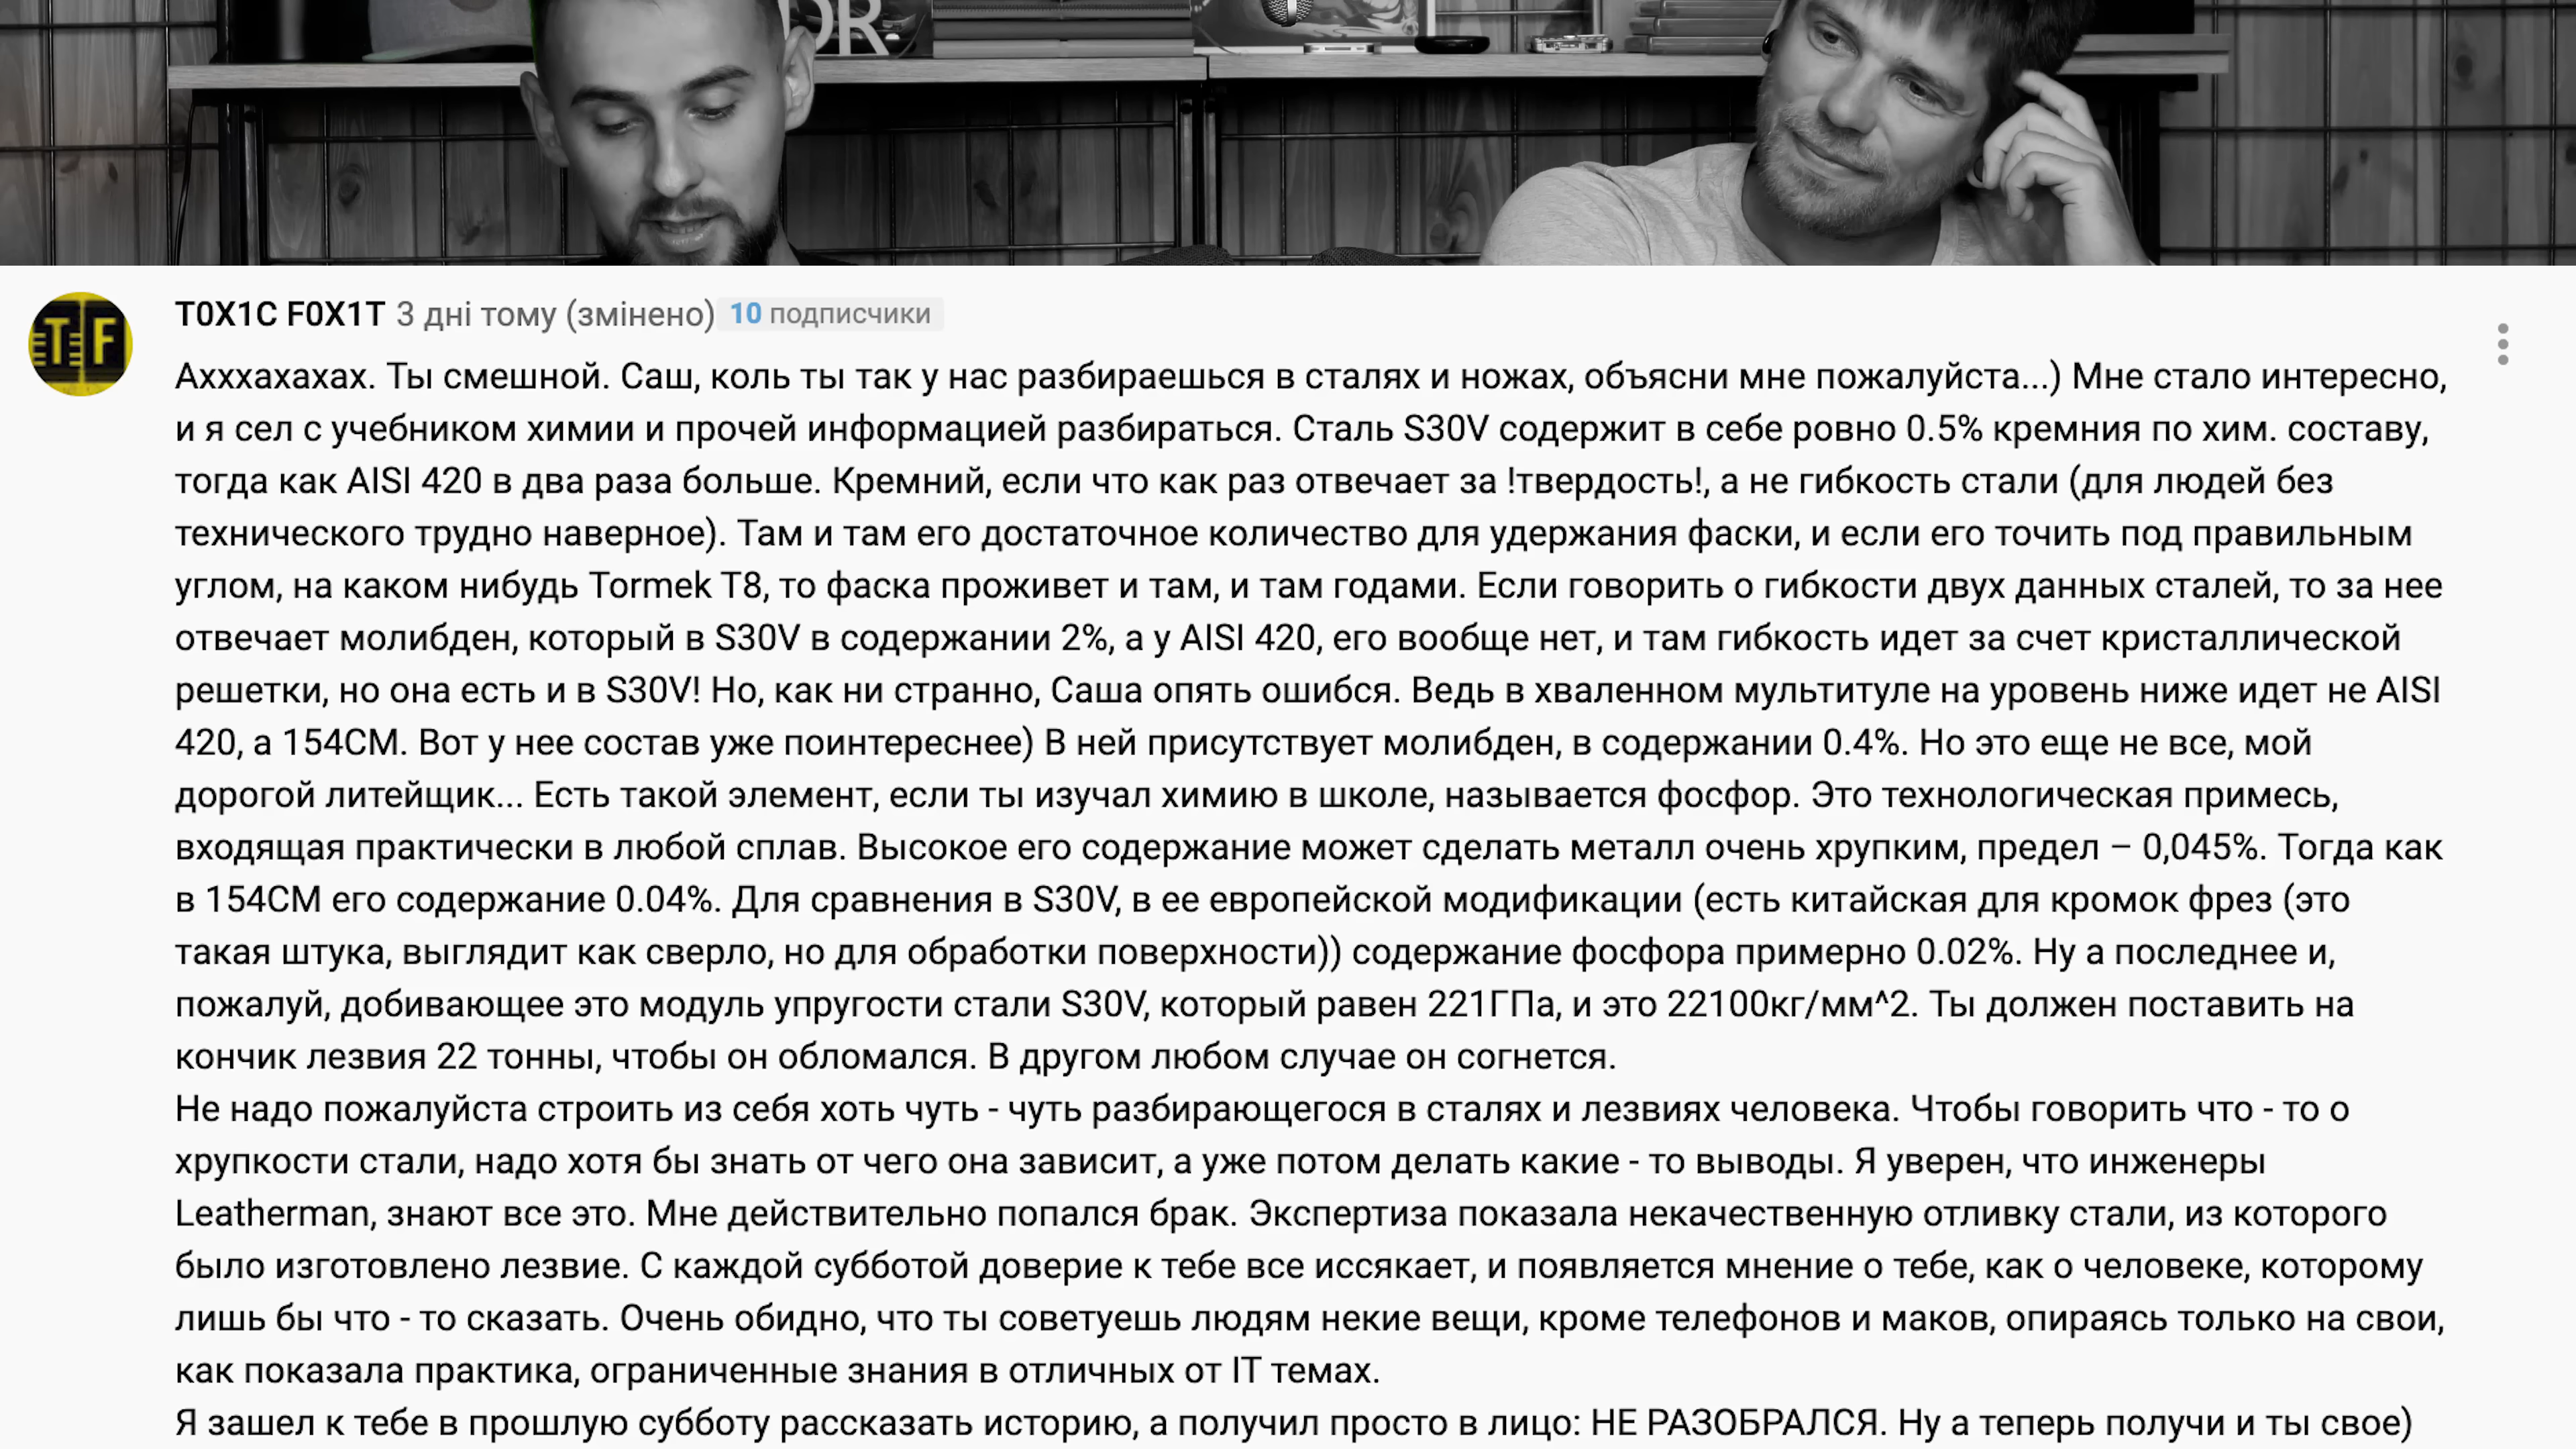 OR
T F
T0X1C F0X1T 3 дні тому (змінено) 10 подписчики
Ахххахахах. Ты смешной. Саш, коль ты так у нас разбираешься в сталях и ножах, объясни мне пожалуйста...) Мне стало интересно,
и я сел с учебником химии и прочей информацией разбираться. Сталь S30V содержит в себе ровно 0.5% кремния по хим. составу,
тогда как AISI 420 в два раза больше. Кремний, если что как раз отвечает за !твердость!, а не гибкость стали (для людей без
технического трудно наверное). Там и там его достаточное количество для удержания фаски, и если его точить под правильным
углом, на каком нибудь Tormek T8, то фаска проживет и там, и там годами. Если говорить о гибкости двух данных сталей, то за нее
отвечает молибден, который в S30V в содержании 2%, а у AISI 420, его вообще нет, и там гибкость идет за счет кристаллической
решетки, но она есть и в S30V! Но, как ни странно, Саша опять ошибся. Ведь в хваленном мультитуле на уровень ниже идет не AISI
420, а 154CM. Вот у нее состав уже поинтереснее) В ней присутствует молибден, в содержании 0.4%. Но это еще не все, мой
дорогой литейщик... Есть такой элемент, если ты изучал химию в школе, называется фосфор. Это технологическая примесь,
входящая практически в любой сплав. Высокое его содержание может сделать металл очень хрупким, предел – 0,045%. Тогда как
в 154CM его содержание 0.04%. Для сравнения в S30V, в ее европейской модификации (есть китайская для кромок фрез (это
такая штука, выглядит как сверло, но для обработки поверхности)) содержание фосфора примерно 0.02%. Ну а последнее и,
пожалуй, добивающее это модуль упругости стали S30V, который равен 221ГПа, и это 22100кг/мм^2. Ты должен поставить на
кончик лезвия 22 тонны, чтобы он обломался. В другом любом случае он согнется.
Не надо пожалуйста строить из себя хоть чуть - чуть разбирающегося в сталях и лезвиях человека. Чтобы говорить что - то о
хрупкости стали, надо хотя бы знать от чего она зависит, а уже потом делать какие - то выводы. Я уверен, что инженеры
Leatherman, знают все это. Мне действительно попался брак. Экспертиза показала некачественную отливку стали, из которого
было изготовлено лезвие. С каждой субботой доверие к тебе все иссякает, и появляется мнение о тебе, как о человеке, которому
лишь бы что - то сказать. Очень обидно, что ты советуешь людям некие вещи, кроме телефонов и маков, опираясь только на свои,
как показала практика, ограниченные знания в отличных от IT темах.
Я зашел к тебе в прошлую субботу рассказать историю, а получил просто в лицо: НЕ РАЗОБРАЛСЯ. Ну а теперь получи и ты свое)